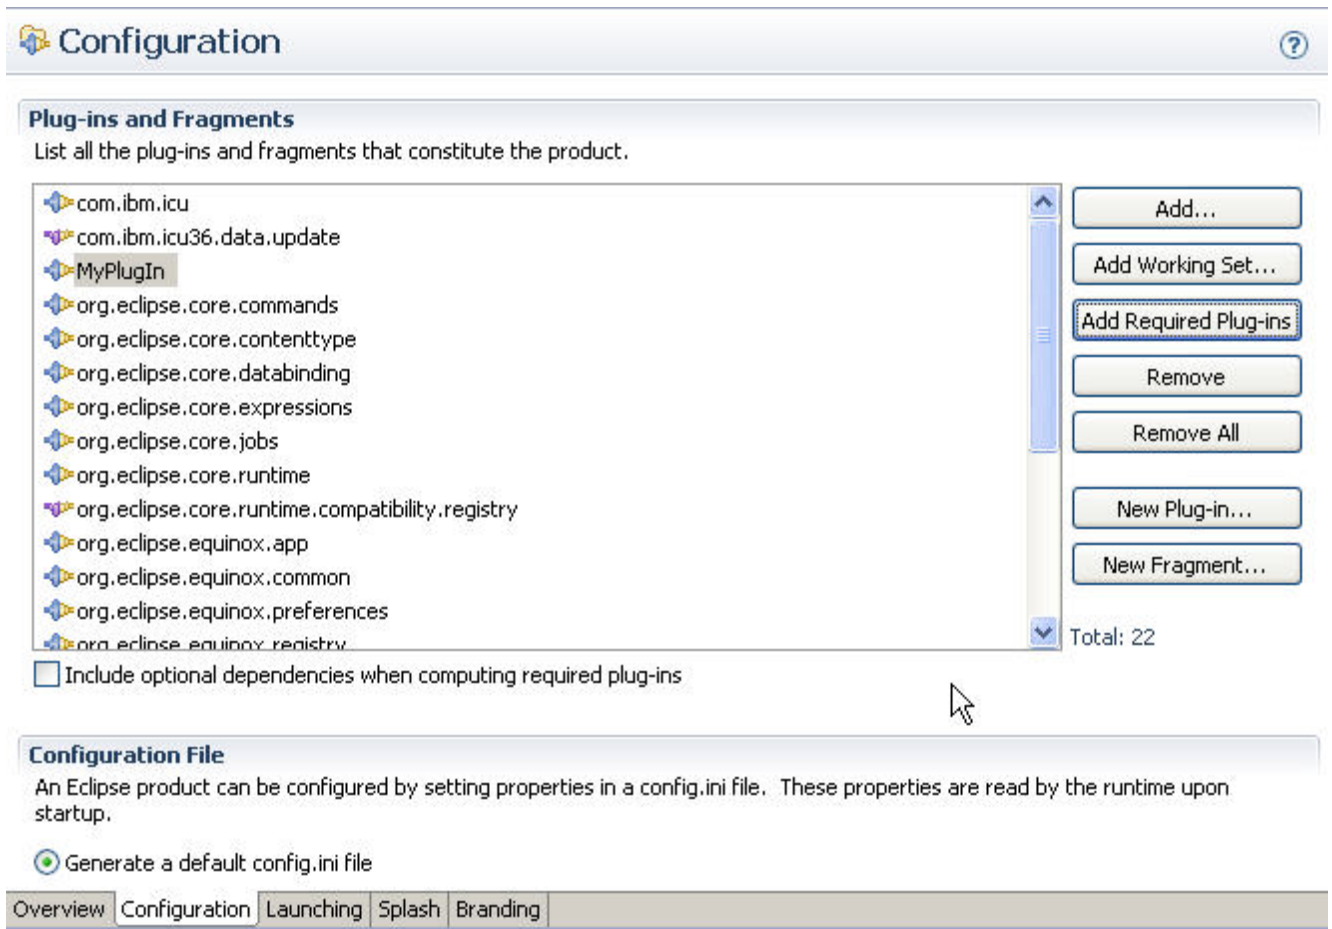 Configuration
?
Plug-ins and Fragments
List all the plug-ins and fragments that constitute the product.
com.ibm.icu
com.ibm.icu36.data.update
MyPlugIn
org.eclipse.core.commands
org.eclipse.core.contenttype
org.eclipse.core.databinding
org.eclipse.core.expressions
org.eclipse.core.jobs
org.eclipse.core.runtime
org.eclipse.core.runtime.compatibility.registry
org.eclipse.equinox.app
org.eclipse.equinox.common
org.eclipse.equinox.preferences
org.eclipse.equinox.registry
Add...
Add Working Set...
Add Required Plug-ins
Remove
Remove All
New Plug-in...
New Fragment...
Total: 22
Include optional dependencies when computing required plug-ins
Configuration File
An Eclipse product can be configured by setting properties in a config.ini file.  These properties are read by the runtime upon
startup.
Generate a default config.ini file
Overview Configuration Launching Splash Branding